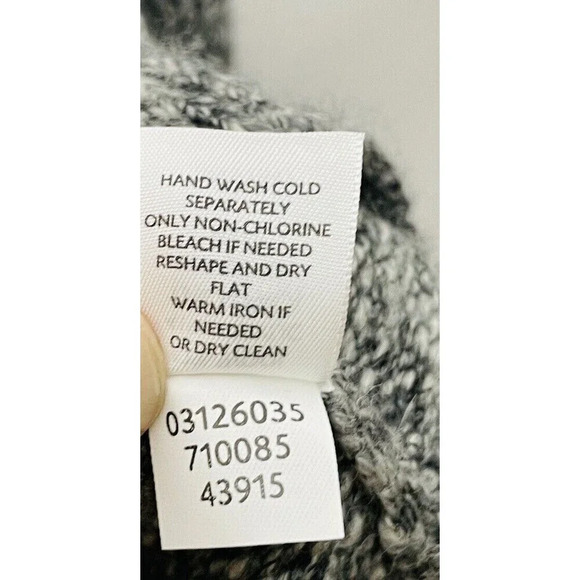 HAND WASH COLD
SEPARATELY
ONLY NON-CHLORINE
BLEACH IF NEEDED
RESHAPE AND DRY
FLAT
WARM IRON IF
NEEDED
OR DRY CLEAN
03126035
710085
43915